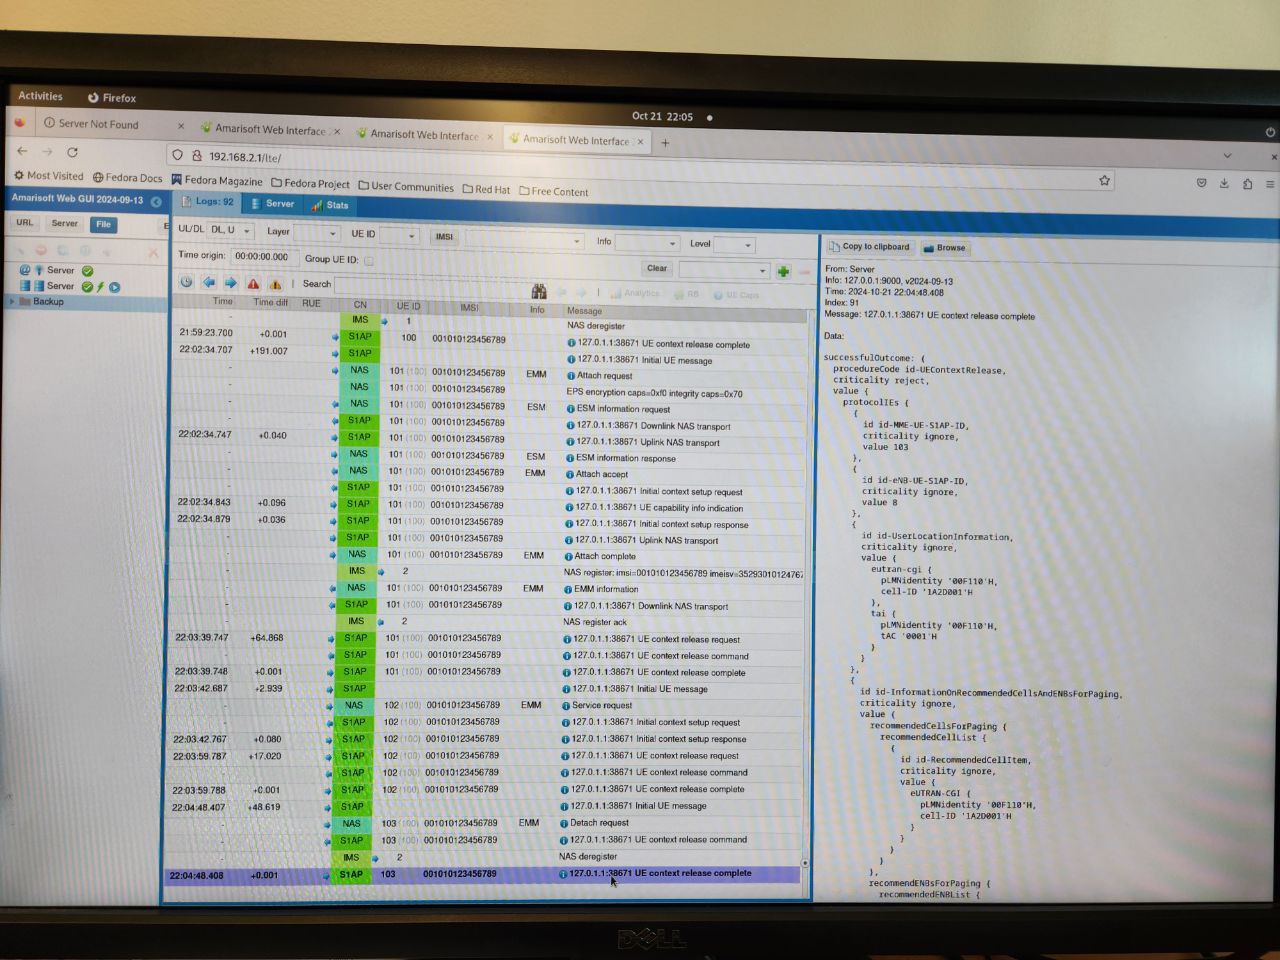 Activities Firefox
Oct 21 22:05
Server Not Found × Amarisoft Web Interface × Amarisoft Web Interface × Amarisoft Web Interface × +
192.168.2.1/lte/
Most Visited Fedora Docs Fedora Magazine Fedora Project User Communities Red Hat Free Content
Amarisoft Web GUI 2024-09-13 Logs: 92 Server Stats
URL Server File E
UL/DL DL, U Layer UE ID IMSI Info Level
Time origin: 00:00:00.000 Group UE ID: Clear
Search Analytics RB UE Caps
Server
Server
Backup
Time Time diff RUE CN UE ID IMSI Info Message
- IMS 1 NAS deregister
21:59:23.700 +0.001 S1AP 100 001010123456789 127.0.1.1:38671 UE context release complete
22:02:34.707 +191.007 S1AP 127.0.1.1:38671 Initial UE message
- NAS 101 (100) 001010123456789 EMM Attach request
- NAS 101 (100) 001010123456789 EPS encryption caps=0xf0 integrity caps=0x70
- NAS 101 (100) 001010123456789 ESM ESM information request
- S1AP 101 (100) 001010123456789 127.0.1.1:38671 Downlink NAS transport
22:02:34.747 +0.040 S1AP 101 (100) 001010123456789 127.0.1.1:38671 Uplink NAS transport
- NAS 101 (100) 001010123456789 ESM ESM information response
- NAS 101 (100) 001010123456789 EMM Attach accept
- S1AP 101 (100) 001010123456789 127.0.1.1:38671 Initial context setup request
22:02:34.843 +0.096 S1AP 101 (100) 001010123456789 127.0.1.1:38671 UE capability info indication
22:02:34.879 +0.036 S1AP 101 (100) 001010123456789 127.0.1.1:38671 Initial context setup response
- S1AP 101 (100) 001010123456789 127.0.1.1:38671 Uplink NAS transport
- NAS 101 (100) 001010123456789 EMM Attach complete
- IMS 2 NAS register: imsi=001010123456789 imeisv=35293010124767
- NAS 101 (100) 001010123456789 EMM EMM information
- S1AP 101 (100) 001010123456789 127.0.1.1:38671 Downlink NAS transport
- IMS 2 NAS register ack
22:03:39.747 +64.868 S1AP 101 (100) 001010123456789 127.0.1.1:38671 UE context release request
- S1AP 101 (100) 001010123456789 127.0.1.1:38671 UE context release command
22:03:39.748 +0.001 S1AP 101 (100) 001010123456789 127.0.1.1:38671 UE context release complete
22:03:42.687 +2.939 S1AP 127.0.1.1:38671 Initial UE message
- NAS 102 (100) 001010123456789 EMM Service request
- S1AP 102 (100) 001010123456789 127.0.1.1:38671 Initial context setup request
22:03:42.767 +0.080 S1AP 102 (100) 001010123456789 127.0.1.1:38671 Initial context setup response
22:03:59.787 +17.020 S1AP 102 (100) 001010123456789 127.0.1.1:38671 UE context release request
- S1AP 102 (100) 001010123456789 127.0.1.1:38671 UE context release command
22:03:59.788 +0.001 S1AP 102 (100) 001010123456789 127.0.1.1:38671 UE context release complete
22:04:48.407 +48.619 S1AP 127.0.1.1:38671 Initial UE message
- NAS 103 (100) 001010123456789 EMM Detach request
- S1AP 103 (100) 001010123456789 127.0.1.1:38671 UE context release command
- IMS 2 NAS deregister
22:04:48.408 +0.001 S1AP 103 001010123456789 127.0.1.1:38671 UE context release complete
Copy to clipboard Browse
From: Server
Info: 127.0.1.1:9000, v2024-09-13
Time: 2024-10-21 22:04:48.408
Index: 91
Message: 127.0.1.1:38671 UE context release complete
Data:
successfulOutcome: {
procedureCode id-UEContextRelease,
criticality reject,
value {
protocolIEs {
{
id id-MME-UE-S1AP-ID,
criticality ignore,
value 103
},
{
id id-eNB-UE-S1AP-ID,
criticality ignore,
value 8
},
{
id id-UserLocationInformation,
criticality ignore,
value {
eutran-cgi {
pLMNidentity '00F110'H,
cell-ID '1A2D001'H
},
tai {
pLMNidentity '00F110'H,
tAC '0001'H
}
}
},
{
id id-InformationOnRecommendedCellsAndENBsForPaging,
criticality ignore,
value {
recommendedCellsForPaging {
recommendedCellList {
{
id id-RecommendedCellItem,
criticality ignore,
value {
eUTRAN-CGI {
pLMNidentity '00F110'H,
cell-ID '1A2D001'H
}
}
}
},
recommendENBsForPaging {
recommendedENBList {
DELL